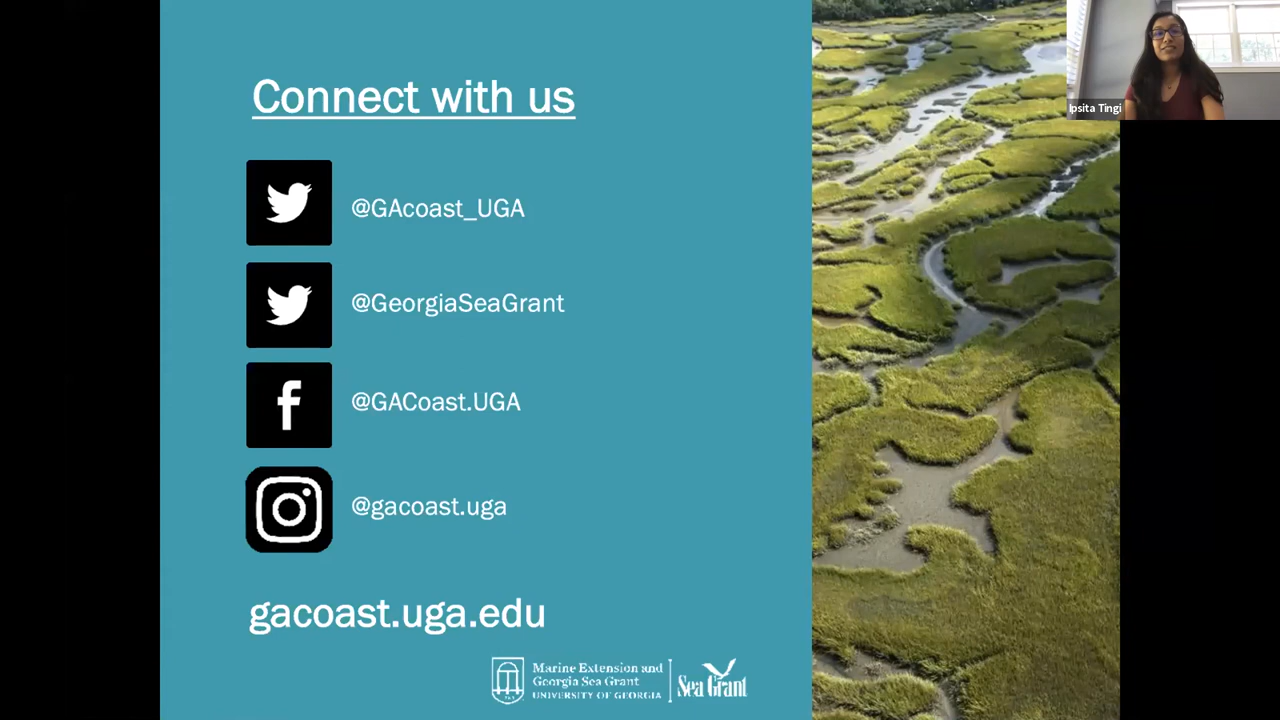 Connect with us
@GAcoast_UGA
@GeorgiaSeaGrant
@GACoast.UGA
@gacoast.uga
gacoast.uga.edu
Marine Extension and
Georgia Sea Grant
UNIVERSITY OF GEORGIA
Sea Grant
Ipsita Tingi